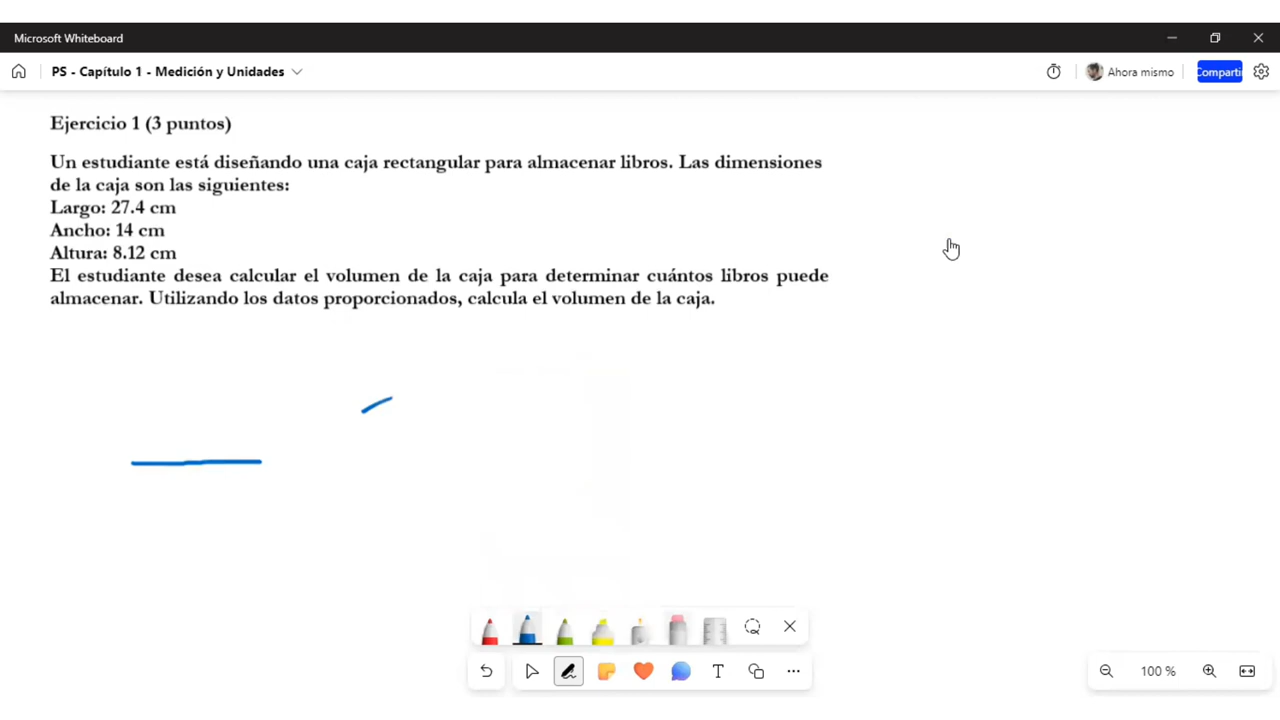 Microsoft Whiteboard
PS - Capítulo 1 - Medición y Unidades
Ahora mismo
Comparti
Ejercicio 1 (3 puntos)
Un estudiante está diseñando una caja rectangular para almacenar libros. Las dimensiones
de la caja son las siguientes:
Largo: 27.4 cm
Ancho: 14 cm
Altura: 8.12 cm
El estudiante desea calcular el volumen de la caja para determinar cuántos libros puede
almacenar. Utilizando los datos proporcionados, calcula el volumen de la caja.
T
100 %